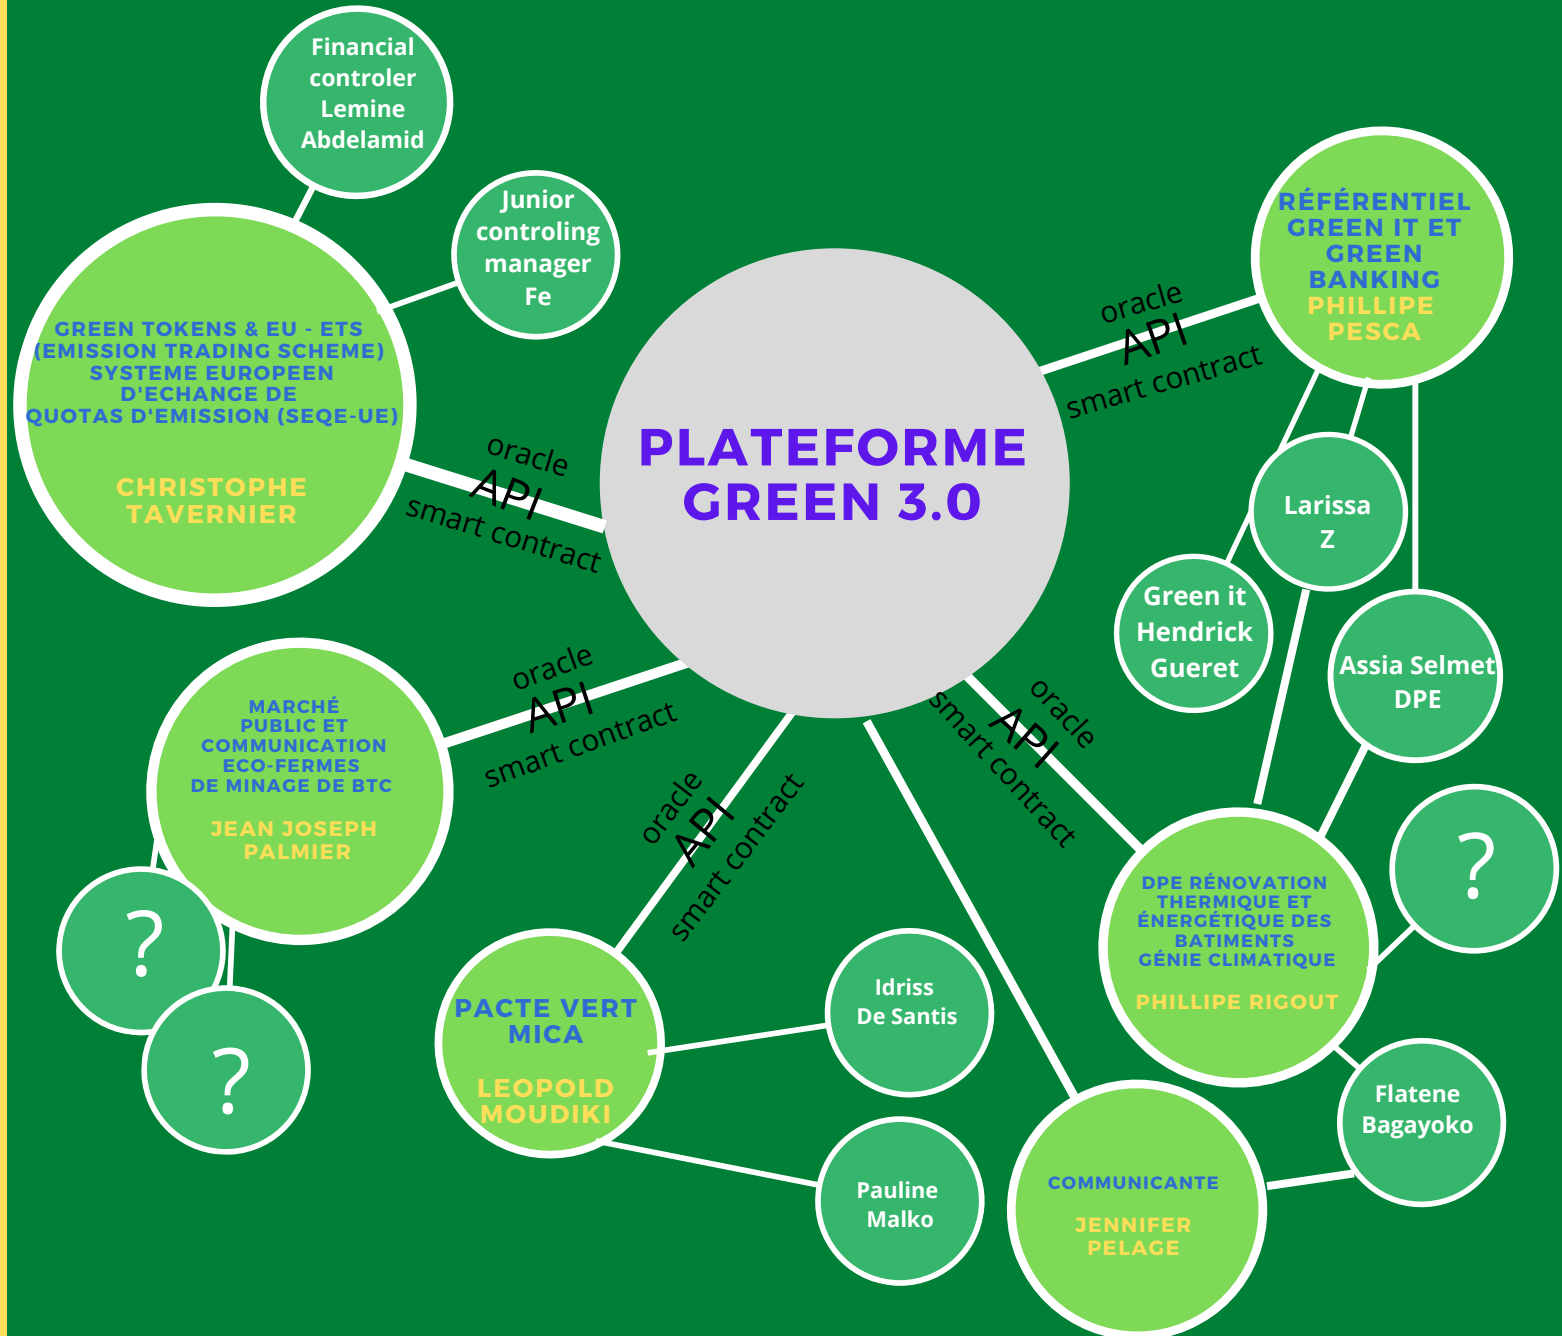 Financial
controler
Lemine
Abdelamid
Junior
controling
manager
Fe
GREEN TOKENS & EU - ETS
(EMISSION TRADING SCHEME)
SYSTEME EUROPEEN
D'ECHANGE DE
QUOTAS D'EMISSION (SEQE-UE)
CHRISTOPHE
TAVERNIER
oracle
API
smart contract
PLATEFORME
GREEN 3.0
oracle
API
smart contract
RÉFÉRENTIEL
GREEN IT ET
GREEN
BANKING
PHILLIPE
PESCA
Larissa
Z
Green it
Hendrick
Gueret
Assia Selmet
DPE
MARCHÉ
PUBLIC ET
COMMUNICATION
ECO-FERMES
DE MINAGE DE BTC
JEAN JOSEPH
PALMIER
oracle
API
smart contract
?
?
oracle
API
smart contract
oracle
API
smart contract
PACTE VERT
MICA
LEOPOLD
MOUDIKI
Idriss
De Santis
Pauline
Malko
DPE RÉNOVATION
THERMIQUE ET
ÉNERGÉTIQUE DES
BATIMENTS
GÉNIE CLIMATIQUE
PHILLIPE RIGOUT
?
Flatene
Bagayoko
COMMUNICANTE
JENNIFER
PELAGE